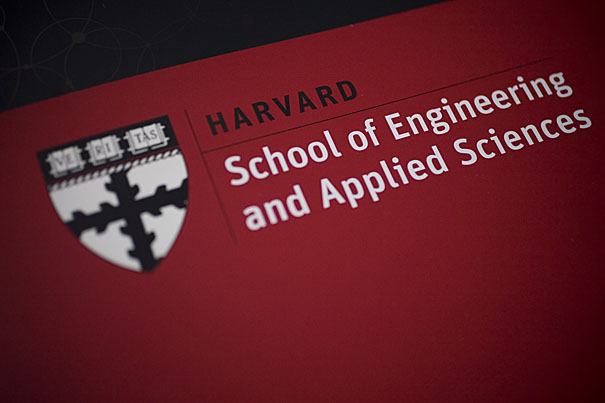 VE RI TAS
HARVARD
School of Engineering
and Applied Sciences